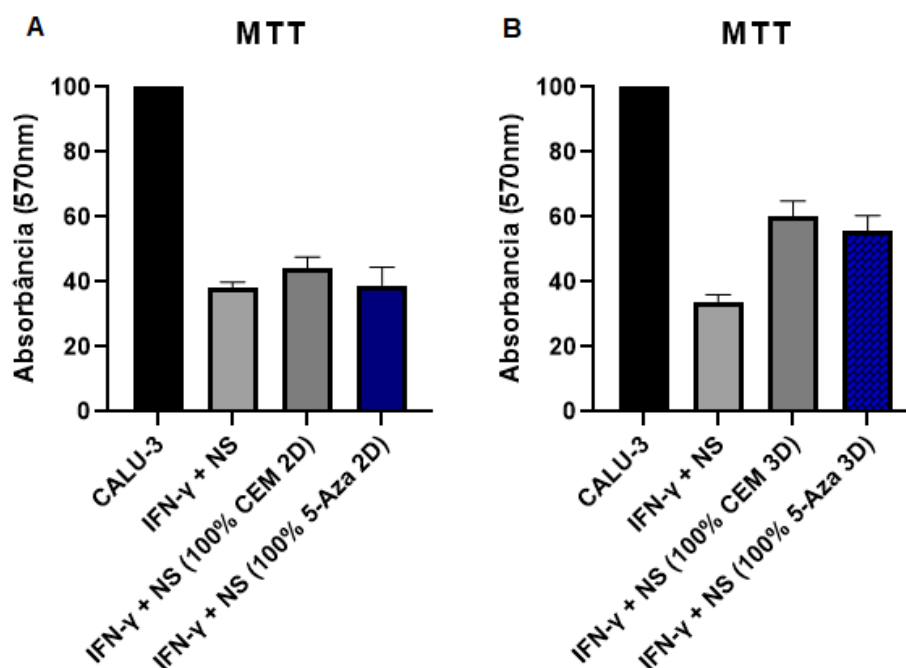 A
MTT
Absorbância (570nm)
100
80
60
40
20
0
CALU-3
IFN-γ + NS
IFN-γ + NS (100% CEM 2D)
IFN-γ + NS (100% 5-Aza 2D)
B
MTT
Absorbância (570nm)
100
80
60
40
20
0
CALU-3
IFN-γ + NS
IFN-γ + NS (100% CEM 3D)
IFN-γ + NS (100% 5-Aza 3D)